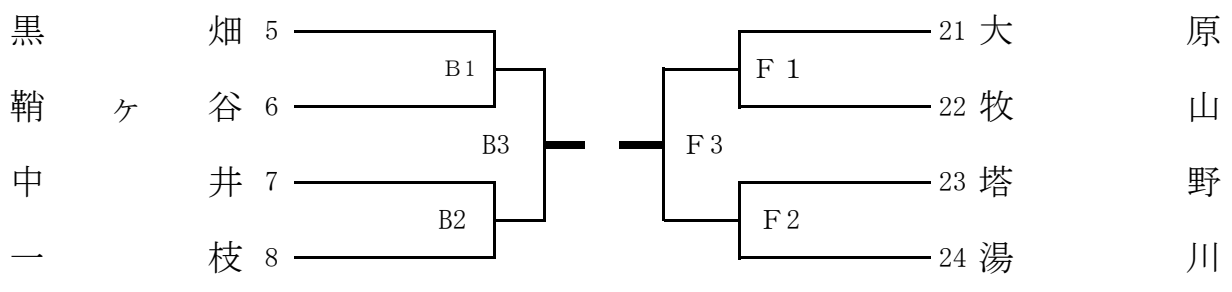 黒畑 5 21 大原
B1 F 1
鞘ヶ谷 6 22 牧山
B3 F 3
中井 7 23 塔野
B2 F 2
一枝 8 24 湯川